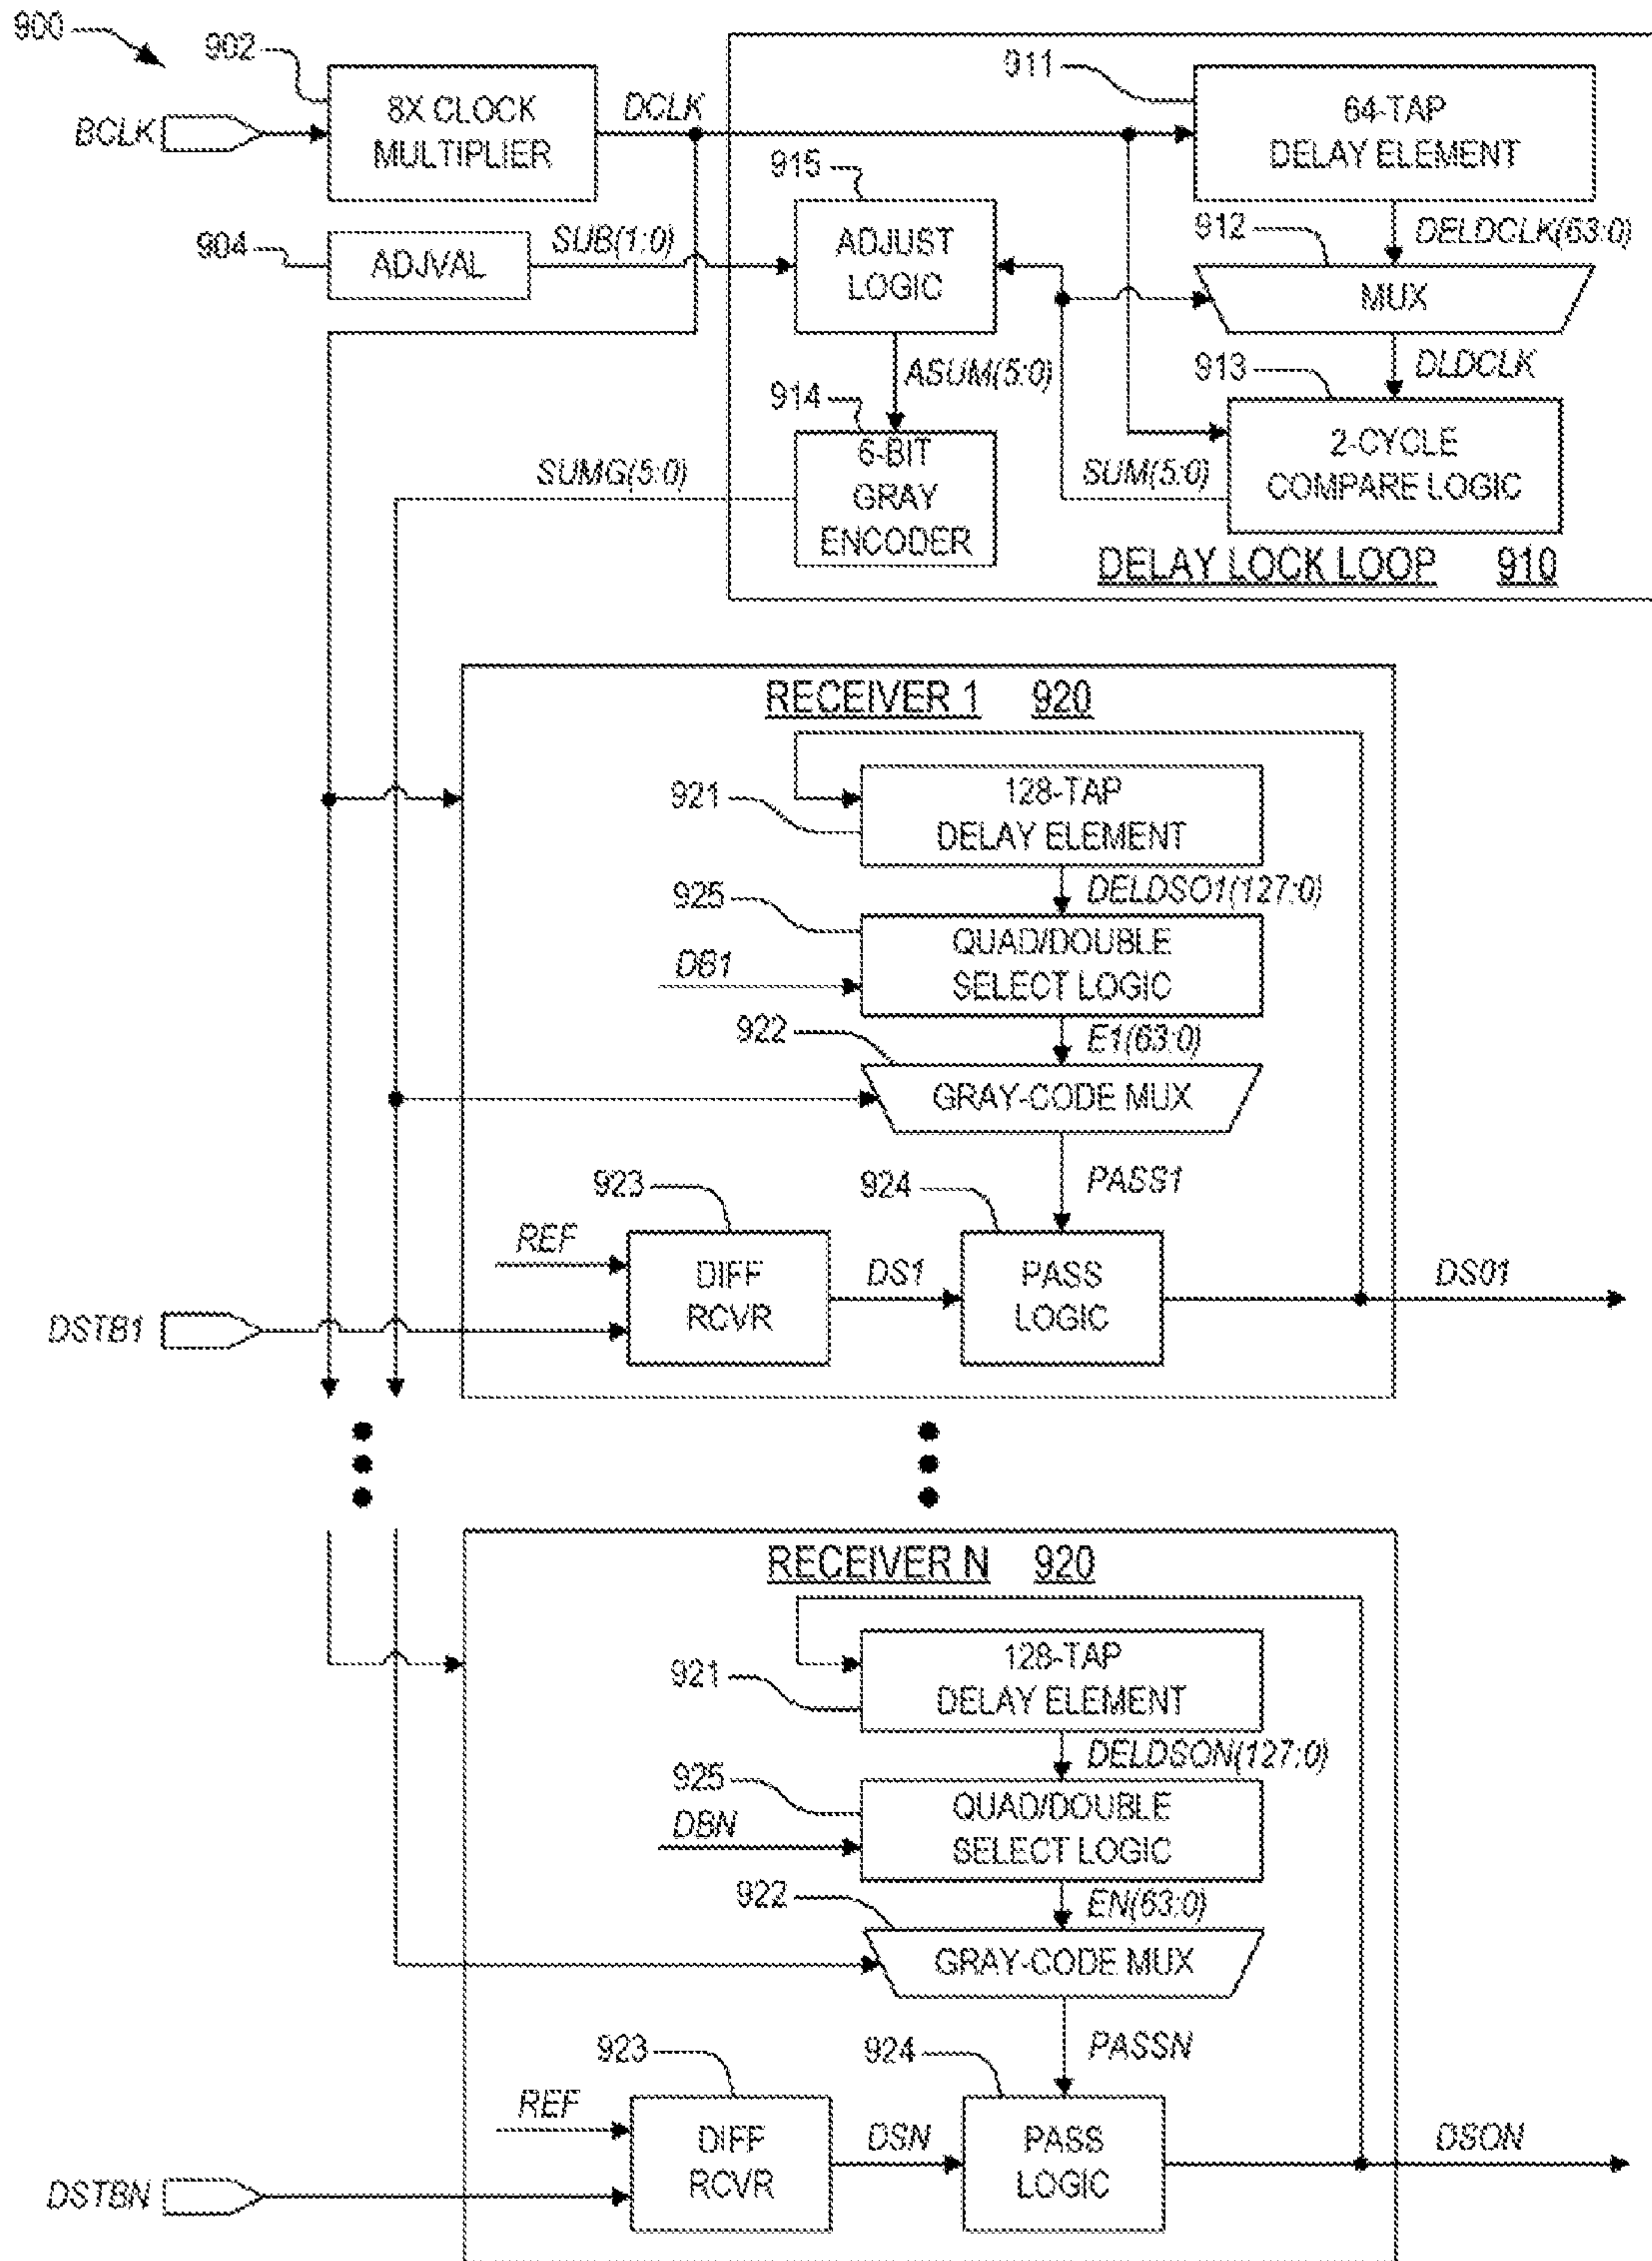 900
902
BCLK
8X CLOCK
MULTIPLIER
DCLK
911
64-TAP
DELAY ELEMENT
915
904
ADJVAL
SUB(1:0)
ADJUST
LOGIC
912
DELDCLK(63:0)
MUX
ASUM(5:0)
913
DLDCLK
914
SUMG(5:0)
6-BIT
GRAY
ENCODER
SUM(5:0)
2-CYCLE
COMPARE LOGIC
DELAY LOCK LOOP 910
RECEIVER 1 920
921
128-TAP
DELAY ELEMENT
925
DELDSO1(127:0)
DB1
QUAD/DOUBLE
SELECT LOGIC
922
E1(63:0)
GRAY-CODE MUX
923
924
PASS1
REF
DIFF
RCVR
DS1
PASS
LOGIC
DSO1
DSTB1
RECEIVER N 920
921
128-TAP
DELAY ELEMENT
925
DELDSON(127:0)
DBN
QUAD/DOUBLE
SELECT LOGIC
922
EN(63:0)
GRAY-CODE MUX
923
924
PASSN
REF
DIFF
RCVR
DSN
PASS
LOGIC
DSON
DSTBN